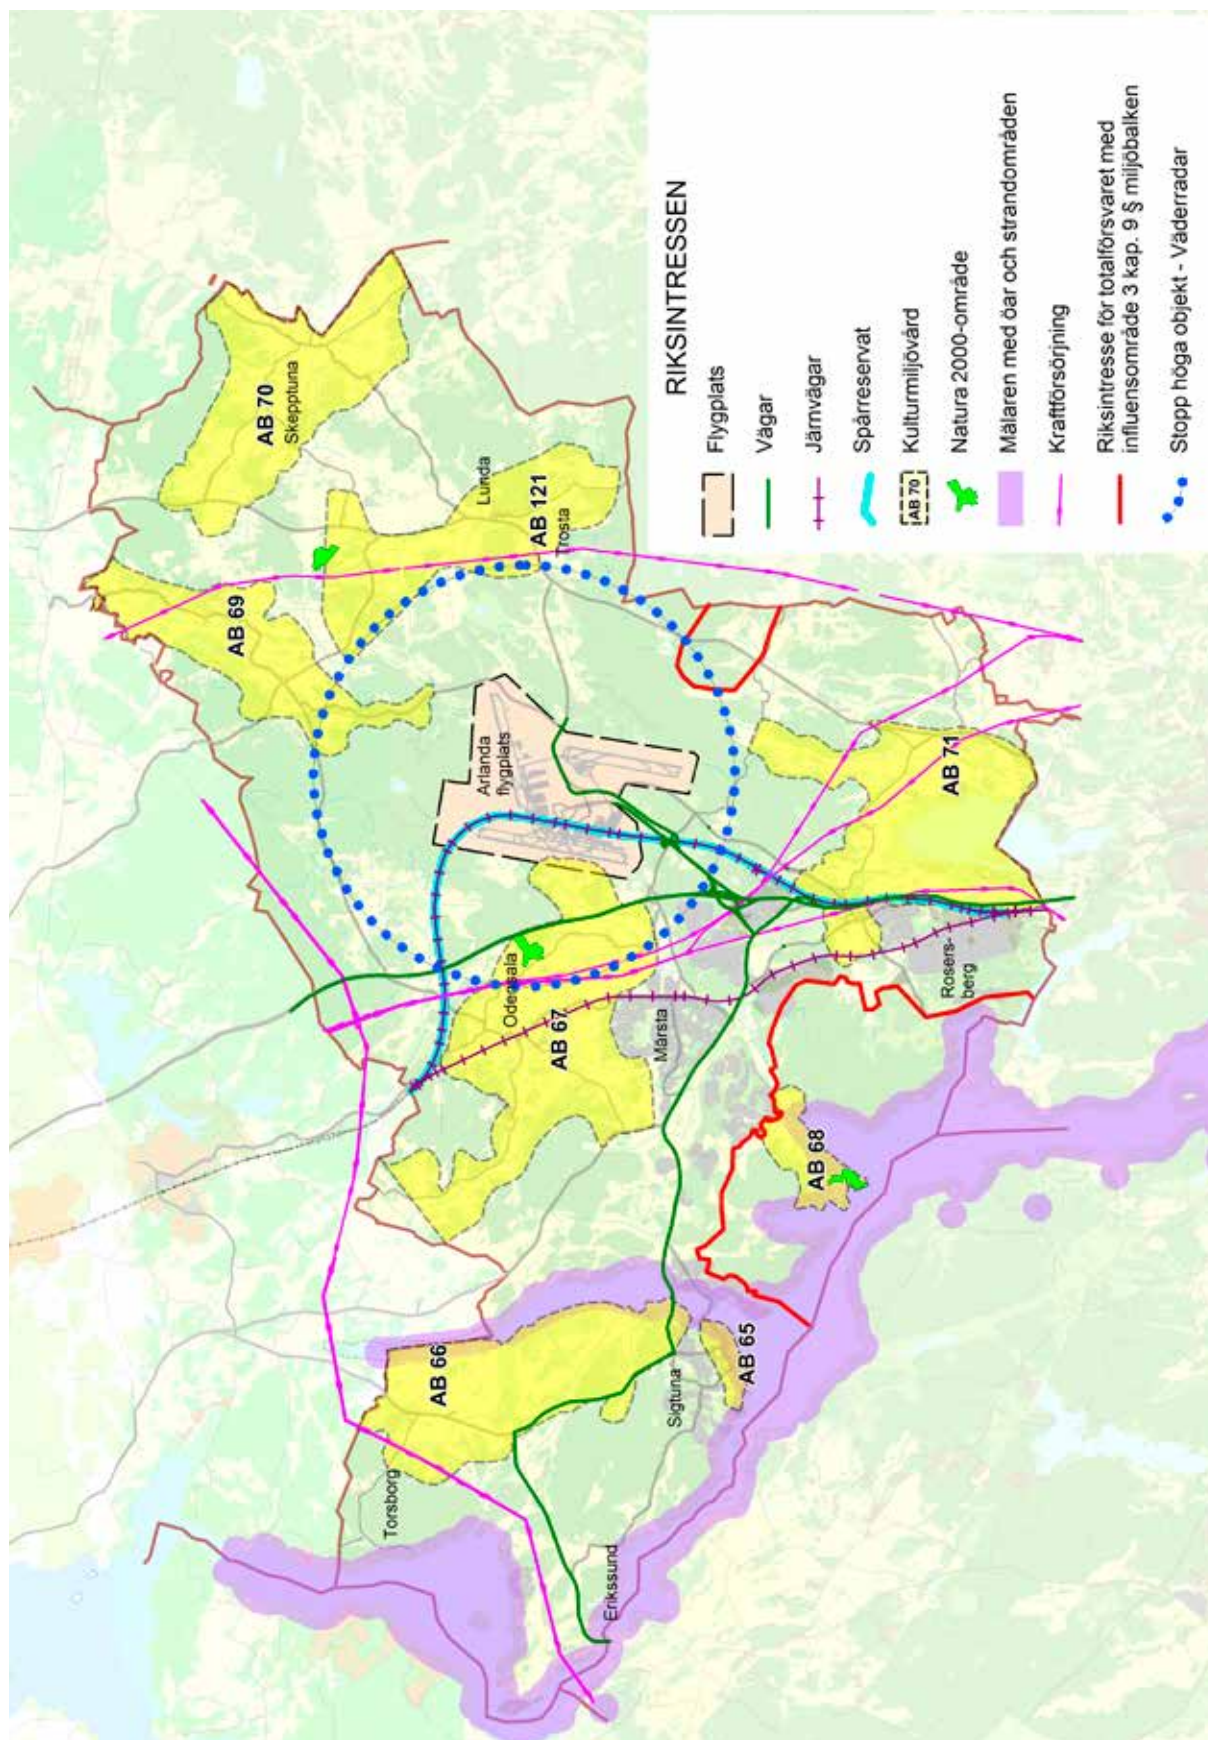 RIKSINTRESSEN
Flygplats
Vägar
Järnvägar
Spårreservat
AB 70
Kulturmiljövård
Natura 2000-område
Mälaren med öar och strandområden
Kraftförsörjning
Riksintresse för totalförsvaret med
influensområde 3 kap. 9 § miljöbalken
Stopp höga objekt - Väderradar
AB 70
Skepptuna
AB 69
Lunda
AB 121
Trosta
Arlanda
flygplats
AB 71
Odensala
AB 67
Märsta
Rosers-
berg
AB 68
AB 66
AB 65
Sigtuna
Torsborg
Erikssund